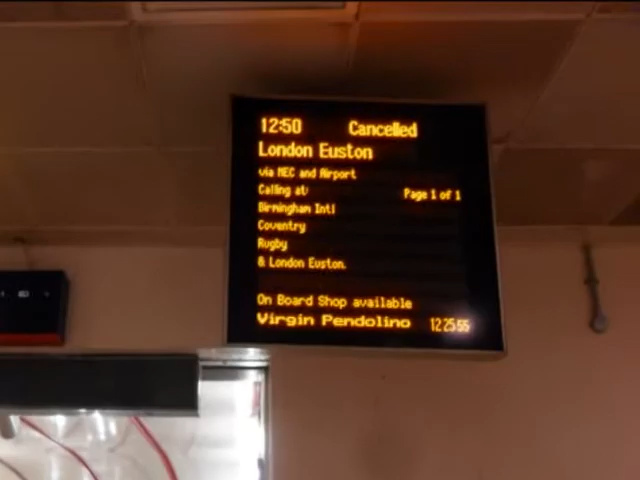 12:50 Cancelled
London Euston
via NEC and Airport
Calling at: Page 1 of 1
Birmingham Intl
Coventry
Rugby
& London Euston.
On Board Shop available
Virgin Pendolino 12:25:55